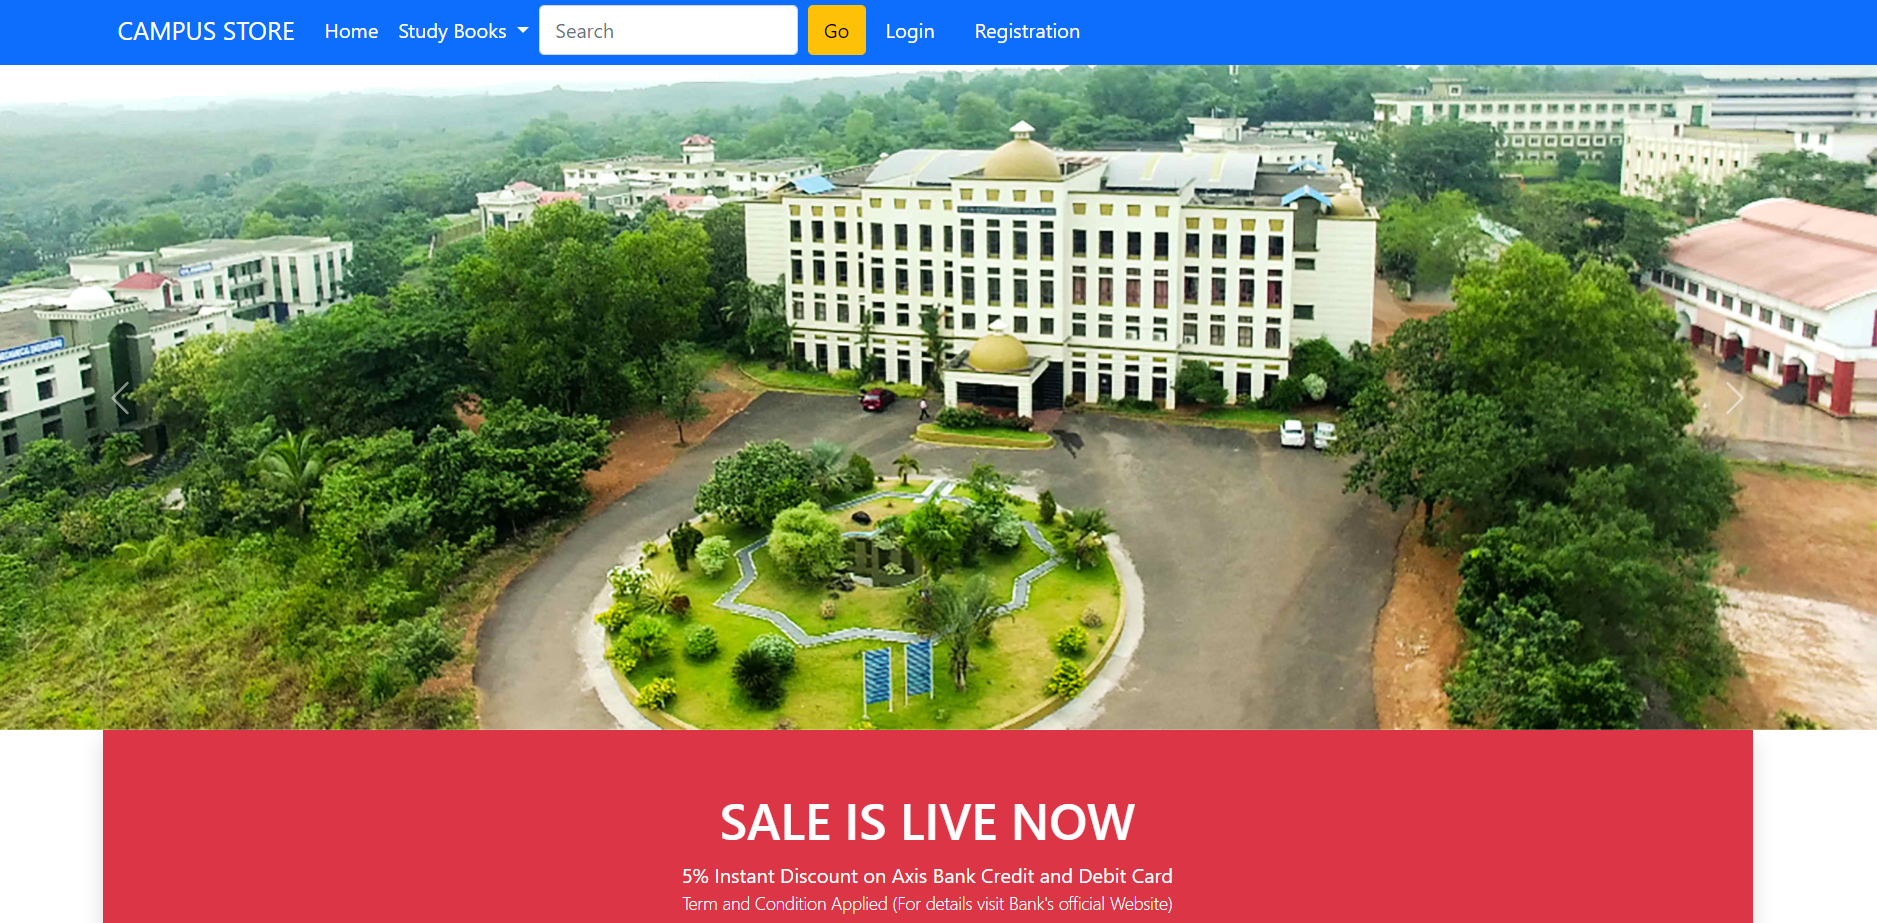 CAMPUS STORE Home Study Books Search Go Login Registration
SALE IS LIVE NOW
5% Instant Discount on Axis Bank Credit and Debit Card
Term and Condition Applied (For details visit Bank's official Website)